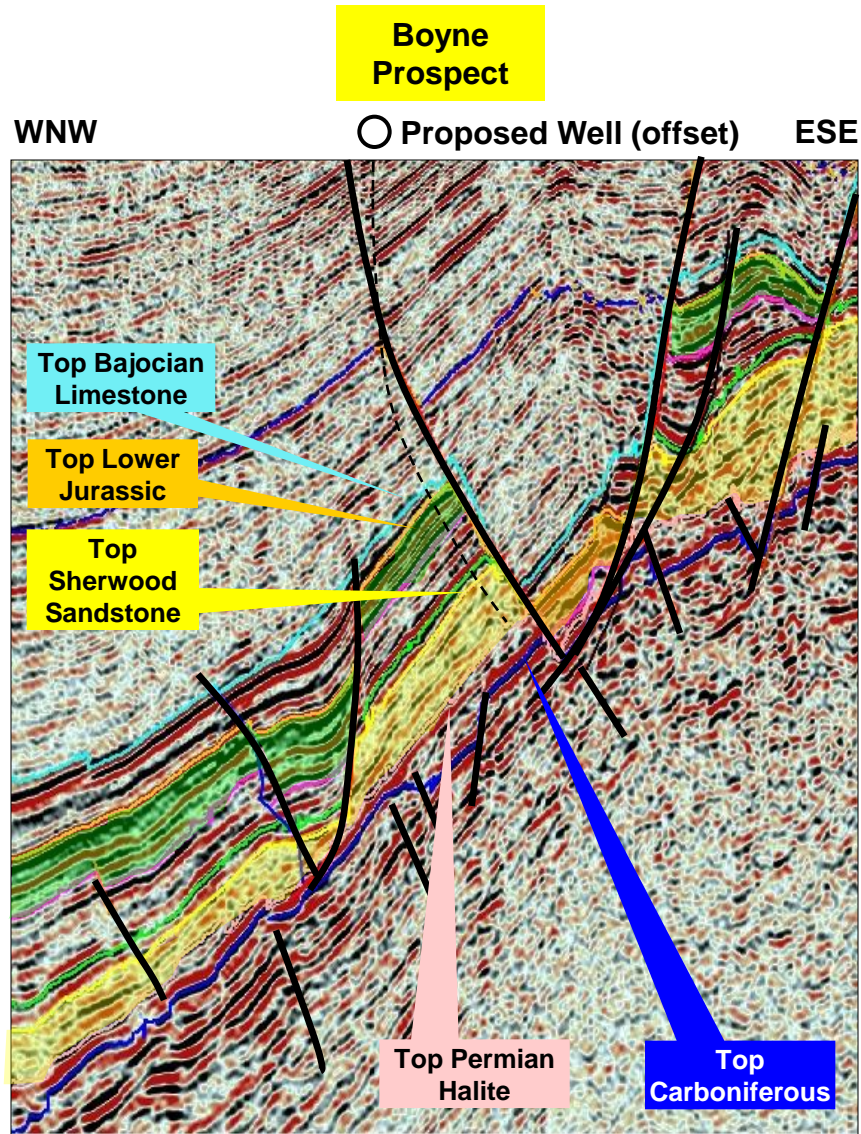 Boyne
Prospect
WNW
Proposed Well (offset)
ESE
Top Bajocian
Limestone
Top Lower
Jurassic
Top
Sherwood
Sandstone
Top Permian
Halite
Top
Carboniferous